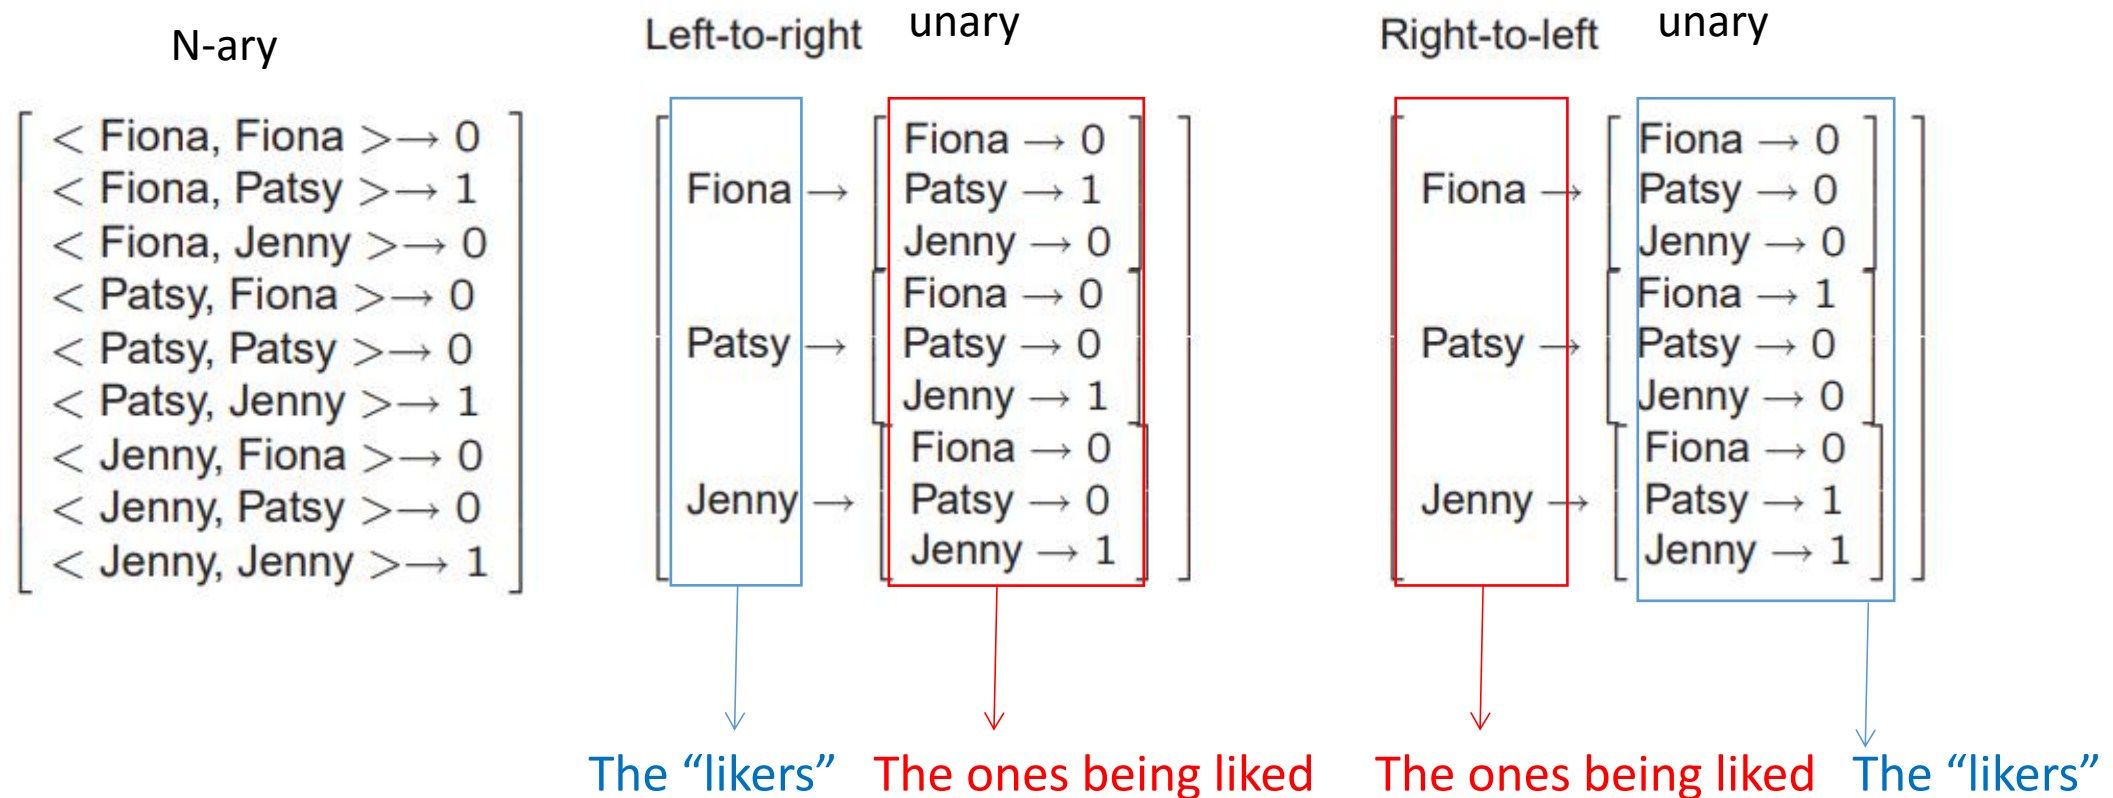 N-ary
< Fiona, Fiona >→ 0
< Fiona, Patsy >→ 1
< Fiona, Jenny >→ 0
< Patsy, Fiona >→ 0
< Patsy, Patsy >→ 0
< Patsy, Jenny >→ 1
< Jenny, Fiona >→ 0
< Jenny, Patsy >→ 0
< Jenny, Jenny >→ 1
Left-to-right unary
Fiona →
Fiona → 0
Patsy → 1
Jenny → 0
Patsy →
Fiona → 0
Patsy → 0
Jenny → 1
Jenny →
Fiona → 0
Patsy → 0
Jenny → 1
The “likers” The ones being liked
Right-to-left unary
Fiona →
Fiona → 0
Patsy → 0
Jenny → 0
Patsy →
Fiona → 1
Patsy → 0
Jenny → 0
Jenny →
Fiona → 0
Patsy → 1
Jenny → 1
The ones being liked The “likers”